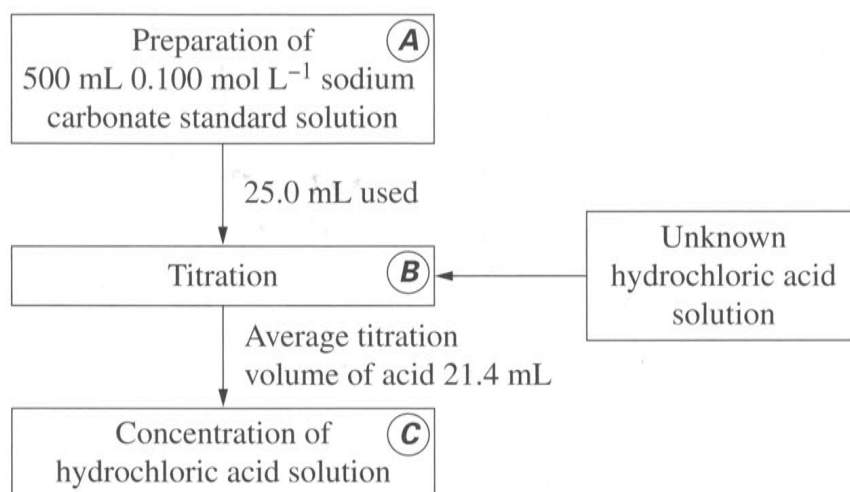 Preparation of
500 mL 0.100 mol L⁻¹ sodium
carbonate standard solution
A
25.0 mL used
Titration
B
Unknown
hydrochloric acid
solution
Average titration
volume of acid 21.4 mL
Concentration of
hydrochloric acid solution
C